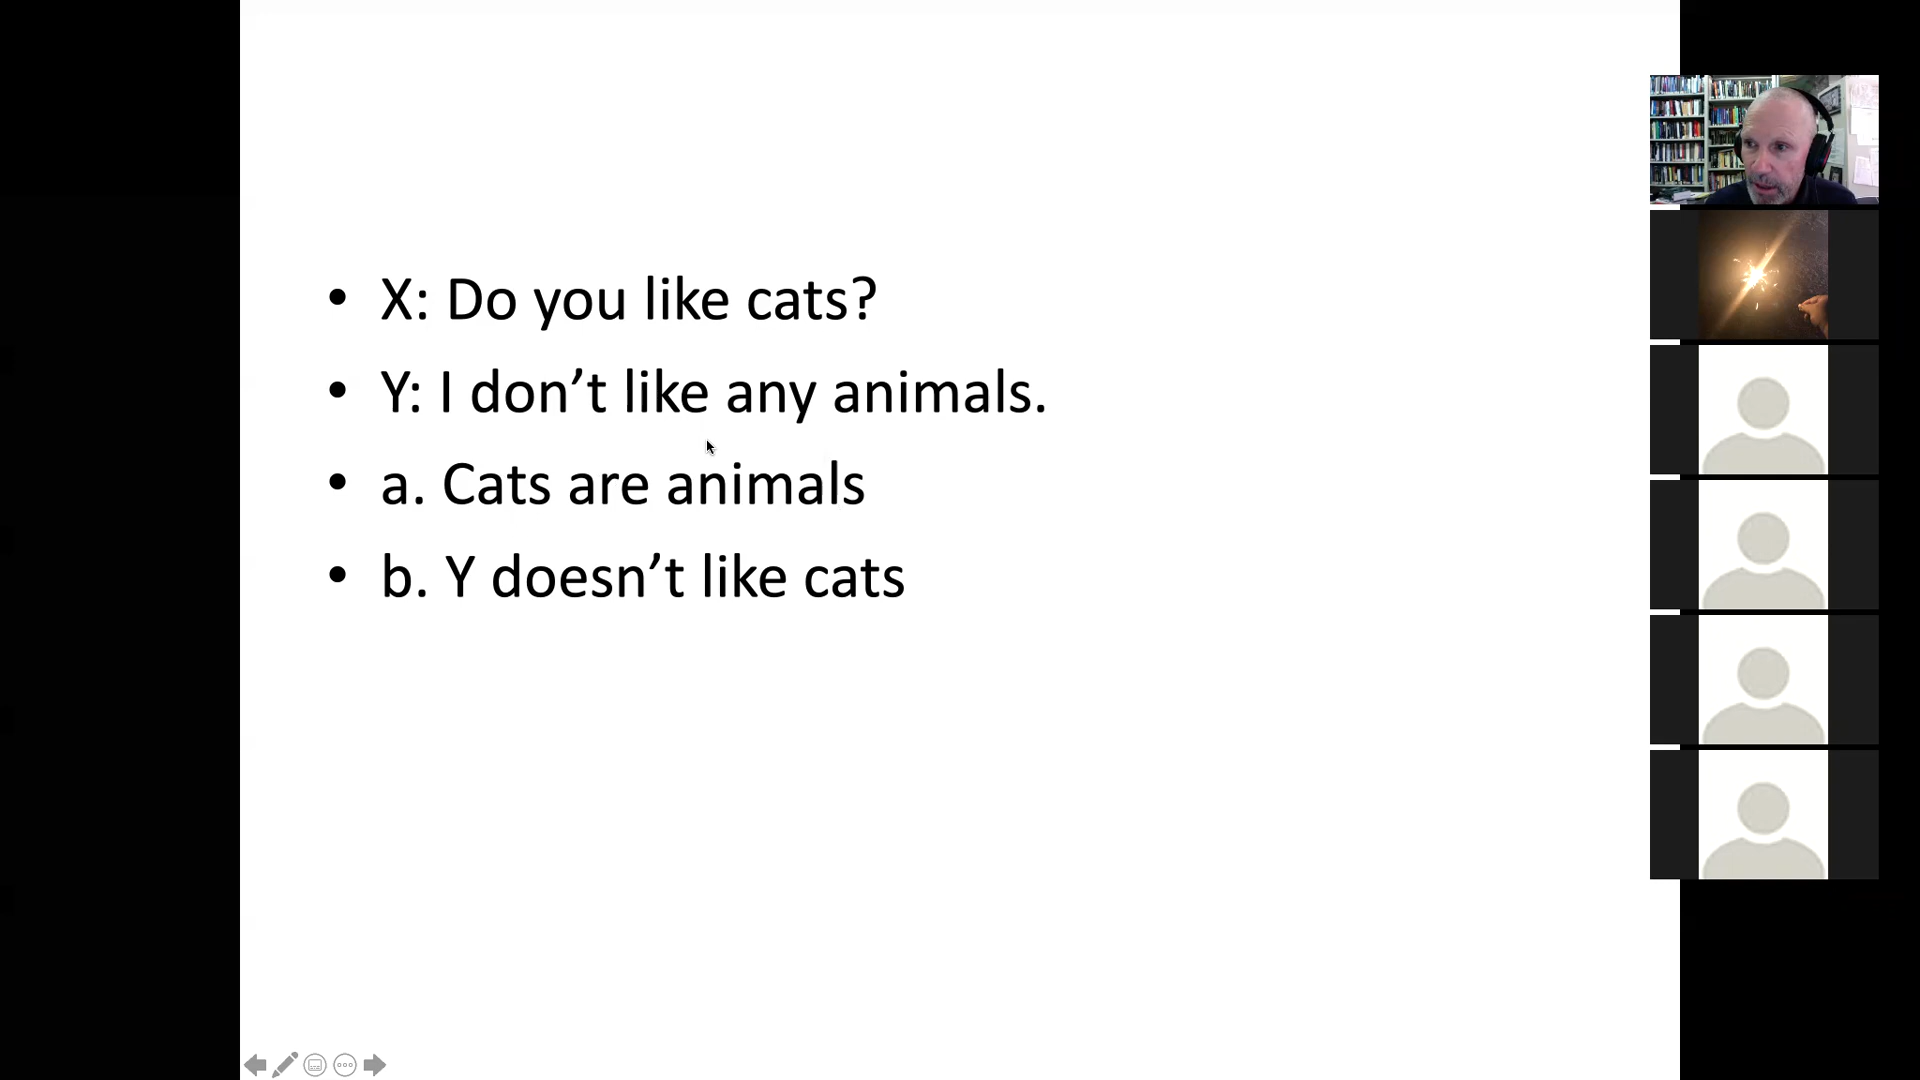 • X: Do you like cats?
• Y: I don’t like any animals.
• a. Cats are animals
• b. Y doesn’t like cats